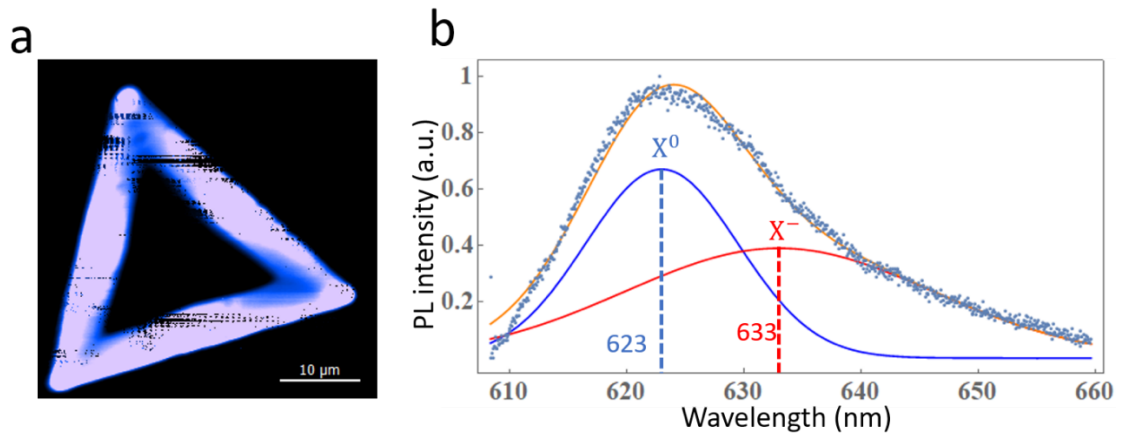 a
10 μm
b
PL intensity (a.u.)
1
0.8
0.6
0.4
0.2
X⁰
X⁻
623
633
610 620 630 640 650 660
Wavelength (nm)